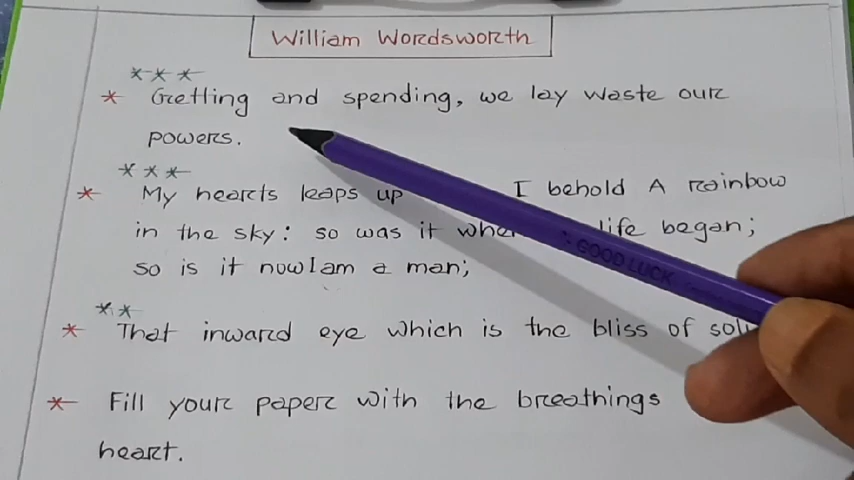 William Wordsworth
* * *
* Getting and spending, we lay waste our
powers.
* * *
* My hearts leaps up I behold A rainbow
in the sky: so was it life began;
so is it now I am a man;
* *
* That inward eye which is the bliss of
* Fill your paper with the breathings
heart.
GOOD LUCK